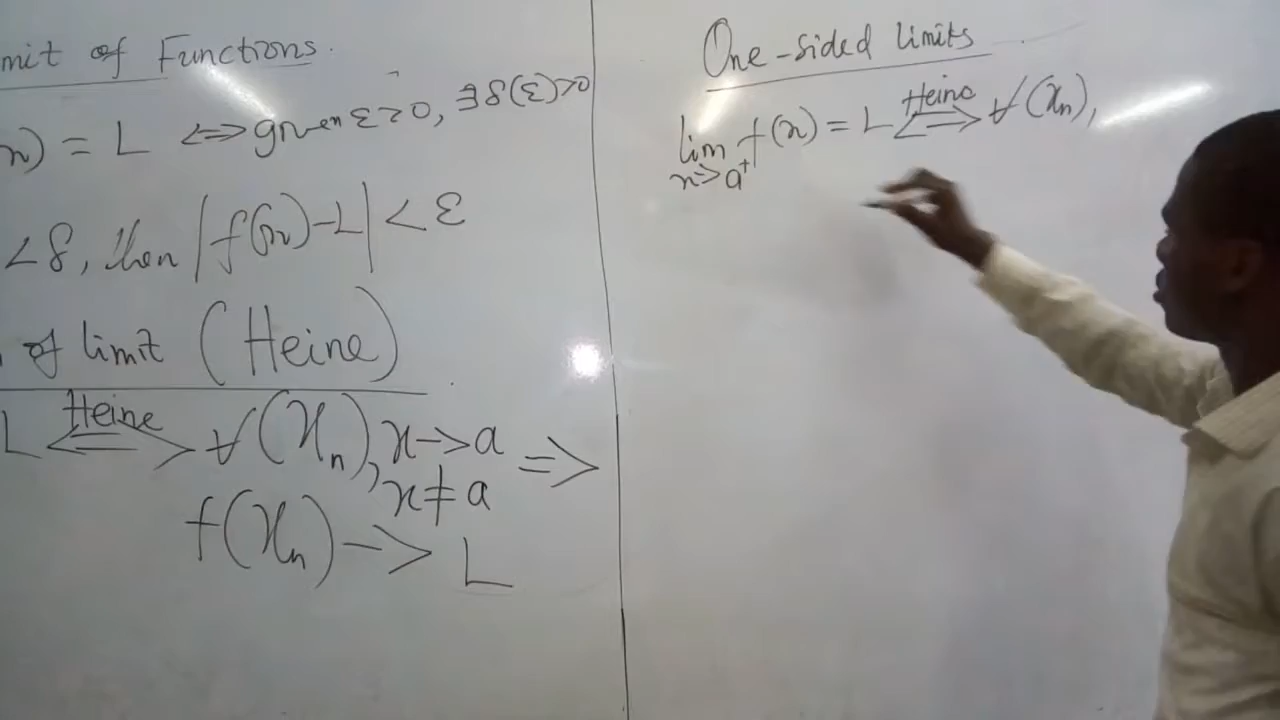 mit of Functions.
x) = L <=> given ε>0, ∃δ(ε)>0
<δ, then |f(x)-L| < ε
of limit (Heine)
L <=> Heine ∀(xₙ), x->a =>
x≠a
f(xₙ) -> L
One-sided limits
lim f(x) = L <=> Heine ∀(xₙ),
x->a⁺